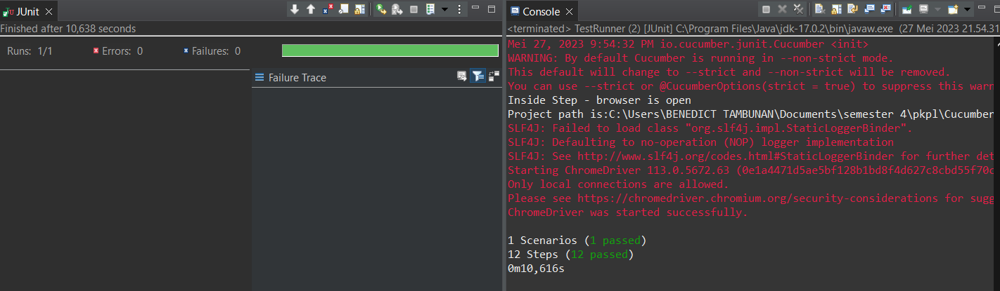 JUnit
Finished after 10,638 seconds
Runs: 1/1
Errors: 0
Failures: 0
Failure Trace
Console
<terminated> TestRunner (2) [JUnit] C:\Program Files\Java\jdk-17.0.2\bin\javaw.exe (27 Mei 2023 21.54.31
Mei 27, 2023 9:54:32 PM io.cucumber.junit.Cucumber <init>
WARNING: By default Cucumber is running in --non-strict mode.
This default will change to --strict and --non-strict will be removed.
You can use --strict or @CucumberOptions(strict = true) to suppress this warn
Inside Step - browser is open
Project path is:C:\Users\BENEDICT TAMBUNAN\Documents\semester 4\pkpl\Cucumber
SLF4J: Failed to load class "org.slf4j.impl.StaticLoggerBinder".
SLF4J: Defaulting to no-operation (NOP) logger implementation
SLF4J: See http://www.slf4j.org/codes.html#StaticLoggerBinder for further det
Starting ChromeDriver 113.0.5672.63 (0e1a4471d5ae5bf128b1bd8f4d627c8cbd55f70c
Only local connections are allowed.
Please see https://chromedriver.chromium.org/security-considerations for sugg
ChromeDriver was started successfully.
1 Scenarios (1 passed)
12 Steps (12 passed)
0m10,616s